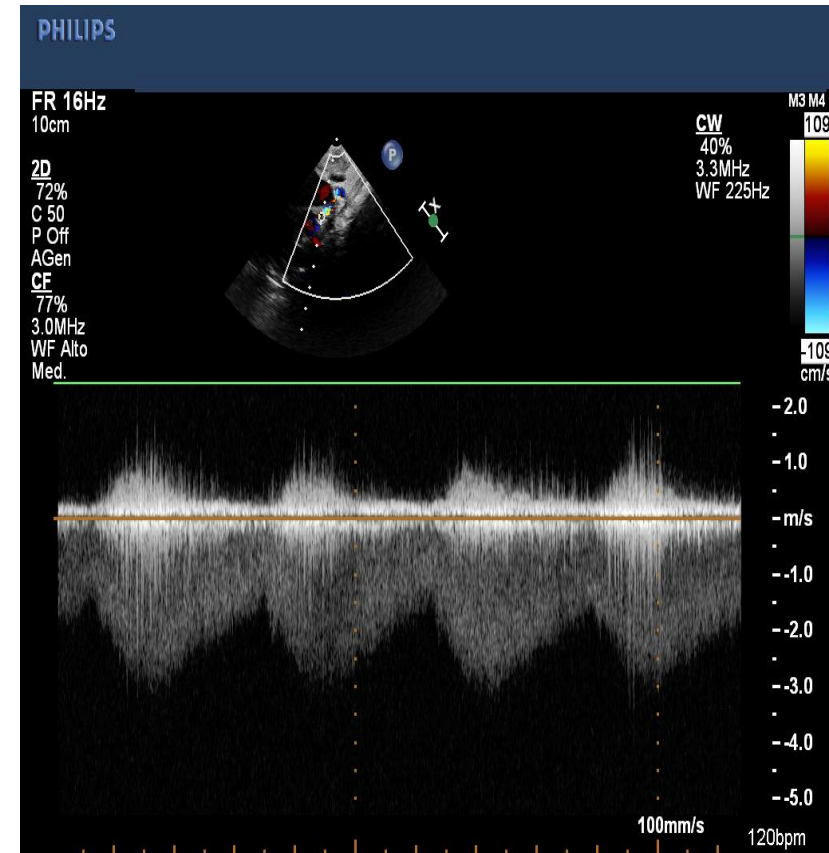 PHILIPS
FR 16Hz
10cm
2D
72%
C 50
P Off
AGen
CF
77%
3.0MHz
WF Alto
Med.
P
T X
CW
40%
3.3MHz
WF 225Hz
M3 M4
109
-109
cm/s
-2.0
-1.0
-m/s
--1.0
--2.0
--3.0
--4.0
--5.0
100mm/s
120bpm